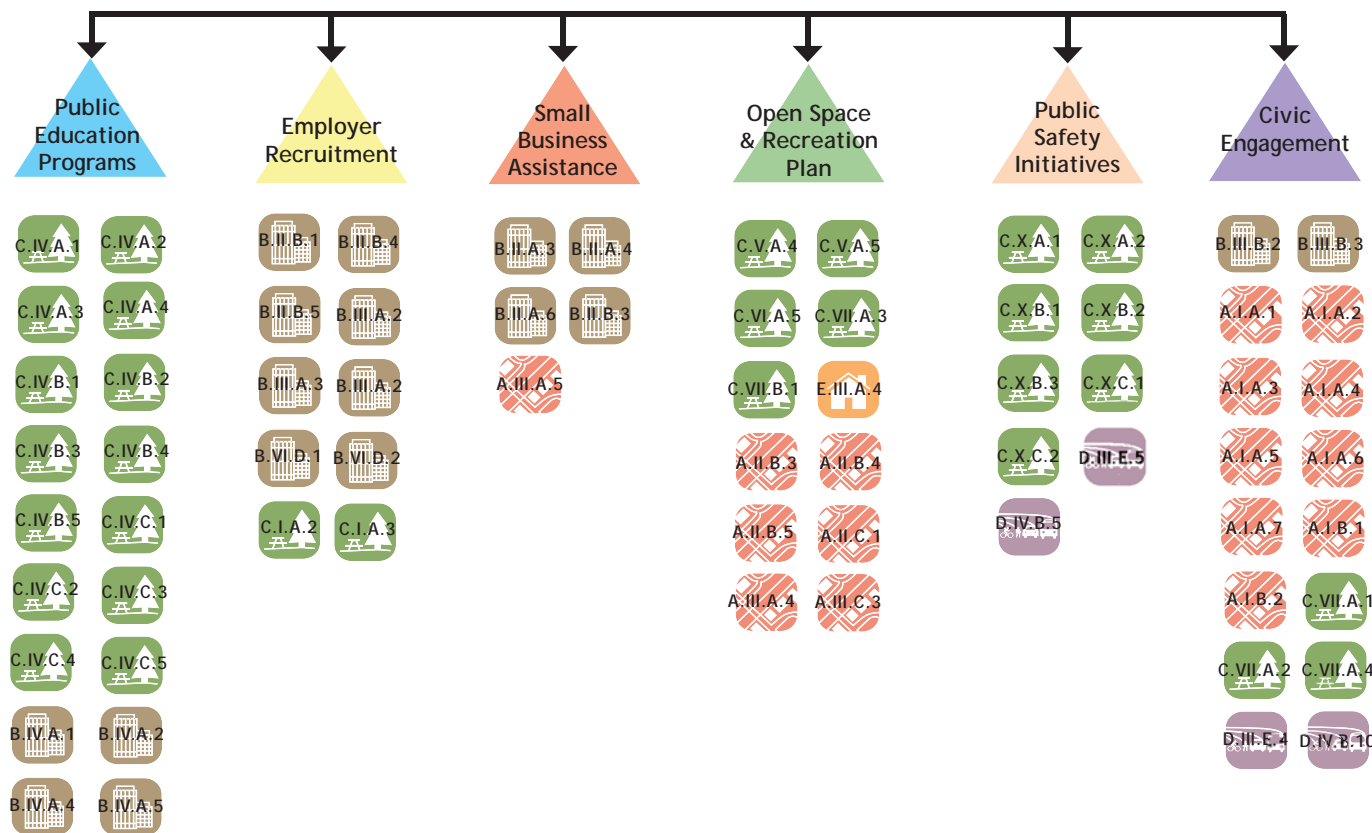 Public
Education
Programs
C.IV.A.1 C.IV.A.2
C.IV.A.3 C.IV.A.4
C.IV.B.1 C.IV.B.2
C.IV.B.3 C.IV.B.4
C.IV.B.5 C.IV.C.1
C.IV.C.2 C.IV.C.3
C.IV.C.4 C.IV.C.5
B.IV.A.1 B.IV.A.2
B.IV.A.4 B.IV.A.5
Employer
Recruitment
B.II.B.1 B.II.B.4
B.II.B.5 B.III.A.2
B.III.A.3 B.III.A.2
B.VI.D.1 B.VI.D.2
C.I.A.2 C.I.A.3
Small
Business
Assistance
B.II.A.3 B.II.A.4
B.II.A.6 B.II.B.3
A.III.A.5
Open Space
& Recreation
Plan
C.V.A.4 C.V.A.5
C.VI.A.5 C.VII.A.3
C.VII.B.1 E.III.A.4
A.II.B.3 A.II.B.4
A.II.B.5 A.II.C.1
A.III.A.4 A.III.C.3
Public
Safety
Initiatives
C.X.A.1 C.X.A.2
C.X.B.1 C.X.B.2
C.X.B.3 C.X.C.1
C.X.C.2 D.III.E.5
D.IV.B.5
Civic
Engagement
B.III.B.2 B.III.B.3
A.I.A.1 A.I.A.2
A.I.A.3 A.I.A.4
A.I.A.5 A.I.A.6
A.I.A.7 A.I.B.1
A.I.B.2 C.VII.A.1
C.VII.A.2 C.VII.A.4
D.III.E.4 D.IV.B.10